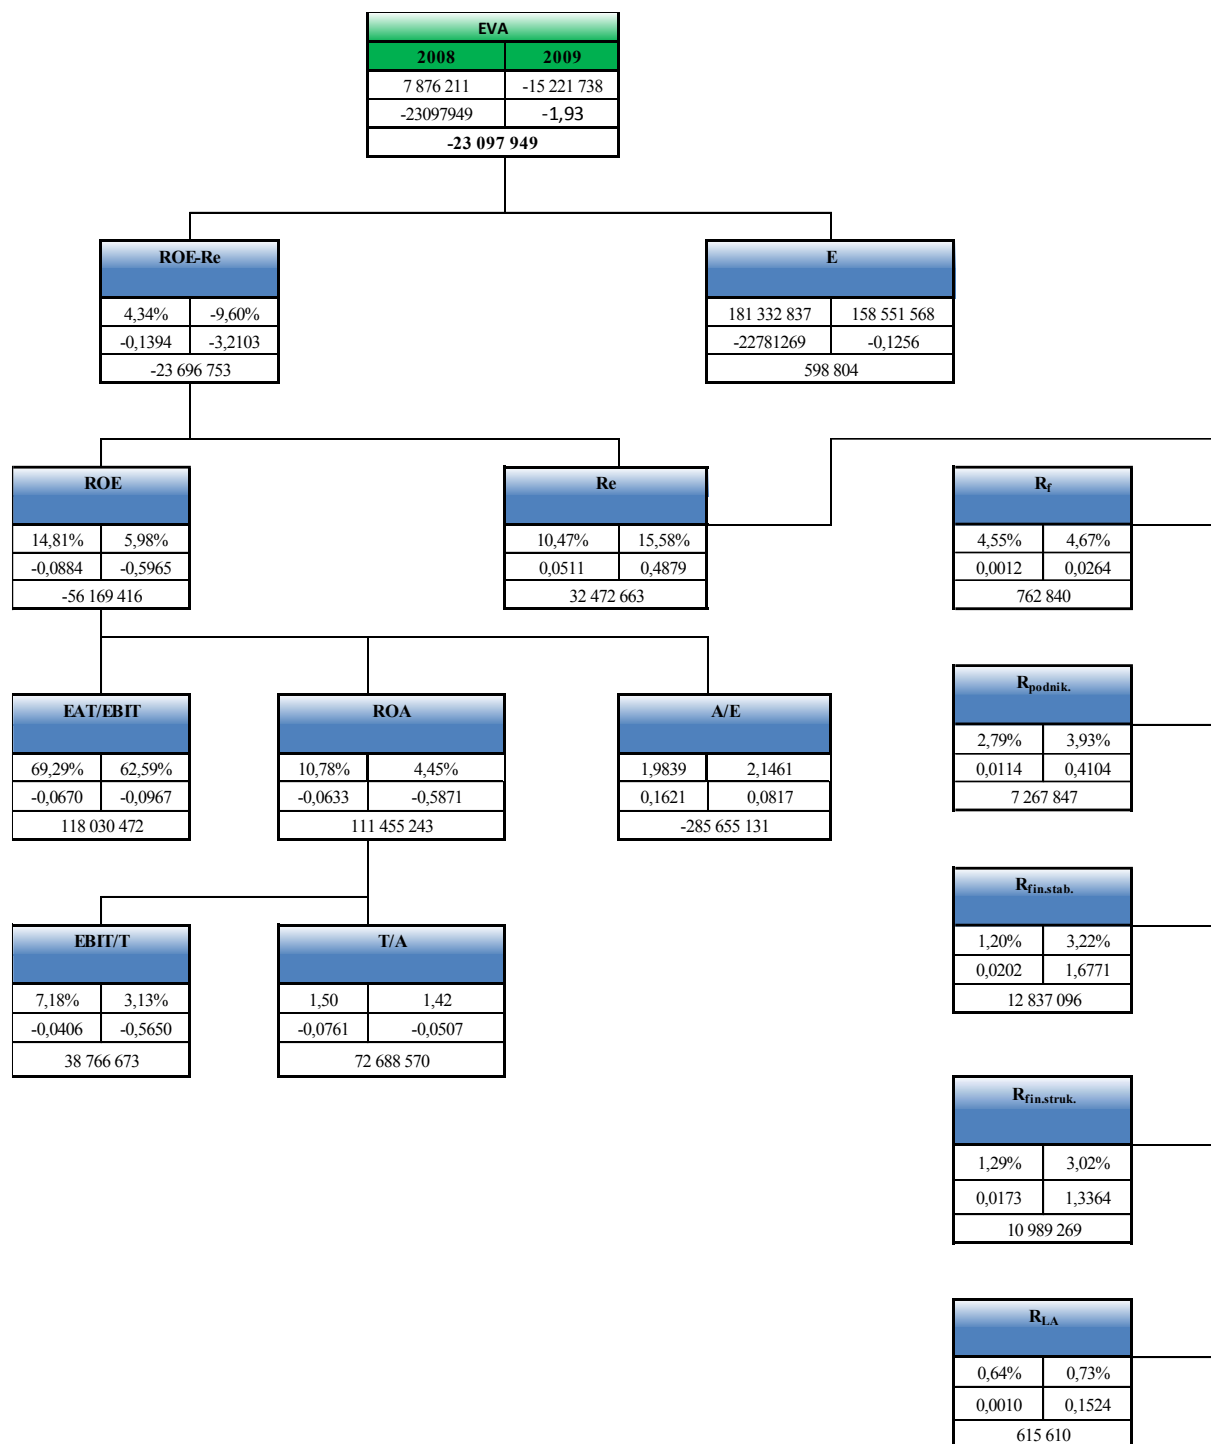 EVA
2008 2009
7 876 211 -15 221 738
-23097949 -1,93
-23 097 949
ROE-Re
4,34% -9,60%
-0,1394 -3,2103
-23 696 753
E
181 332 837 158 551 568
-22781269 -0,1256
598 804
ROE
14,81% 5,98%
-0,0884 -0,5965
-56 169 416
Re
10,47% 15,58%
0,0511 0,4879
32 472 663
Rf
4,55% 4,67%
0,0012 0,0264
762 840
EAT/EBIT
69,29% 62,59%
-0,0670 -0,0967
118 030 472
ROA
10,78% 4,45%
-0,0633 -0,5871
111 455 243
A/E
1,9839 2,1461
0,1621 0,0817
-285 655 131
Rpodnik.
2,79% 3,93%
0,0114 0,4104
7 267 847
EBIT/T
7,18% 3,13%
-0,0406 -0,5650
38 766 673
T/A
1,50 1,42
-0,0761 -0,0507
72 688 570
Rfin.stab.
1,20% 3,22%
0,0202 1,6771
12 837 096
Rfin.struk.
1,29% 3,02%
0,0173 1,3364
10 989 269
RLA
0,64% 0,73%
0,0010 0,1524
615 610